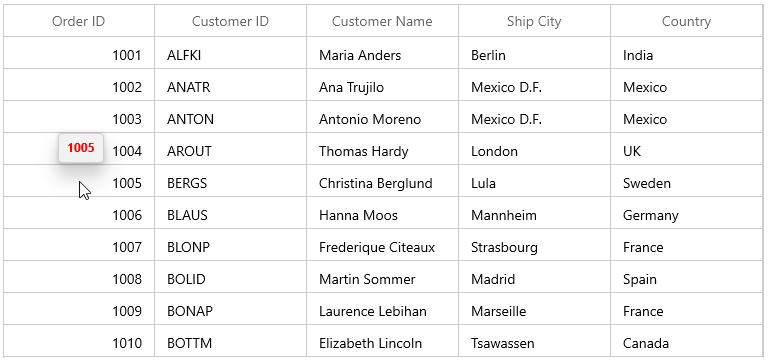 Order ID Customer ID Customer Name Ship City Country
1001 ALFKI Maria Anders Berlin India
1002 ANATR Ana Trujilo Mexico D.F. Mexico
1003 ANTON Antonio Moreno Mexico D.F. Mexico
1005
1004 AROUT Thomas Hardy London UK
1005 BERGS Christina Berglund Lula Sweden
1006 BLAUS Hanna Moos Mannheim Germany
1007 BLONP Frederique Citeaux Strasbourg France
1008 BOLID Martin Sommer Madrid Spain
1009 BONAP Laurence Lebihan Marseille France
1010 BOTTM Elizabeth Lincoln Tsawassen Canada